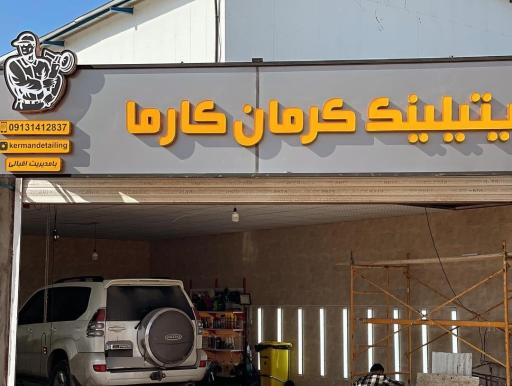 یتیلینگ کرمان کارما
09131412837
kermandetailing
بامدیریت اقبالی